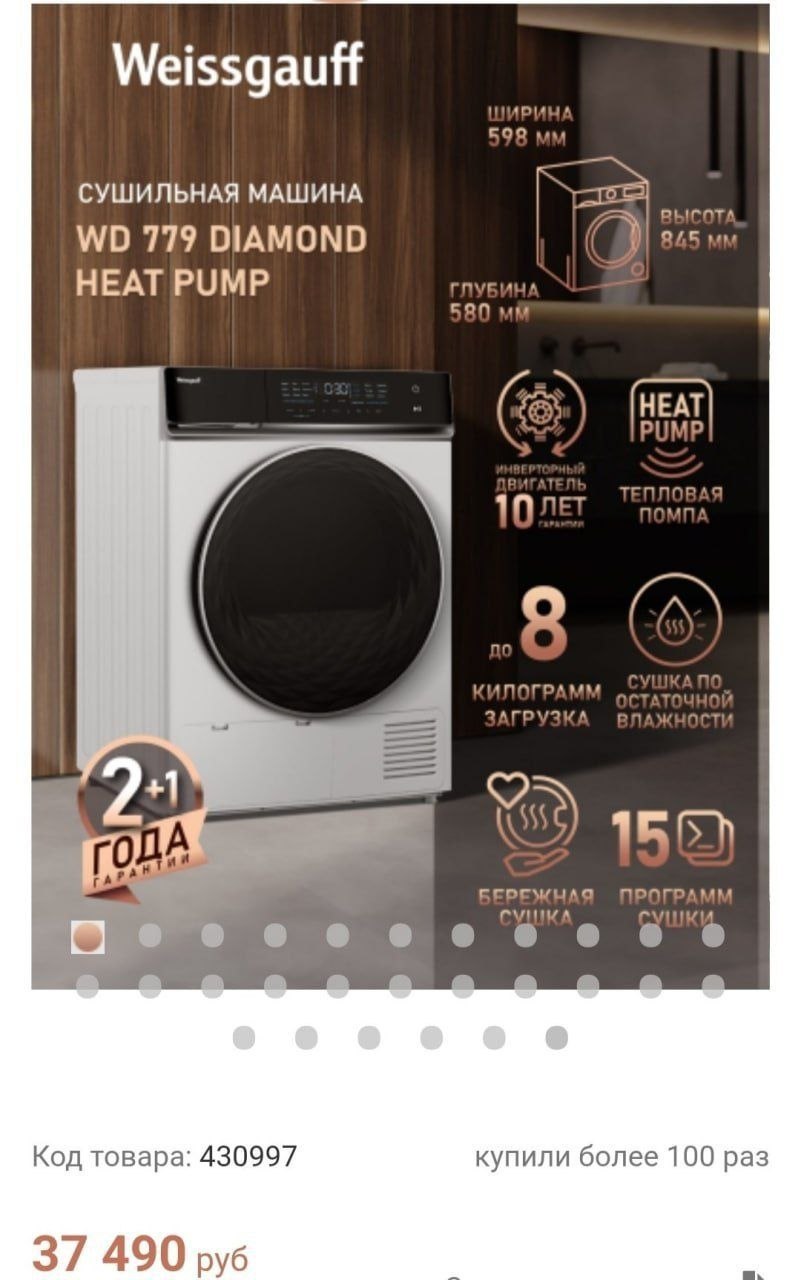 Weissgauff
СУШИЛЬНАЯ МАШИНА
WD 779 DIAMOND
HEAT PUMP
ШИРИНА
598 ММ
ВЫСОТА
845 ММ
ГЛУБИНА
580 ММ
Weissgauff
ИНВЕРТОРНЫЙ
ДВИГАТЕЛЬ
10 ЛЕТ
ГАРАНТИИ
HEAT
PUMP
ТЕПЛОВАЯ
ПОМПА
ДО 8
КИЛОГРАММ
ЗАГРУЗКА
СУШКА ПО
ОСТАТОЧНОЙ
ВЛАЖНОСТИ
2+1
ГОДА
ГАРАНТИИ
БЕРЕЖНАЯ
СУШКА
15
ПРОГРАММ
СУШКИ
Код товара: 430997
купили более 100 раз
37 490 руб